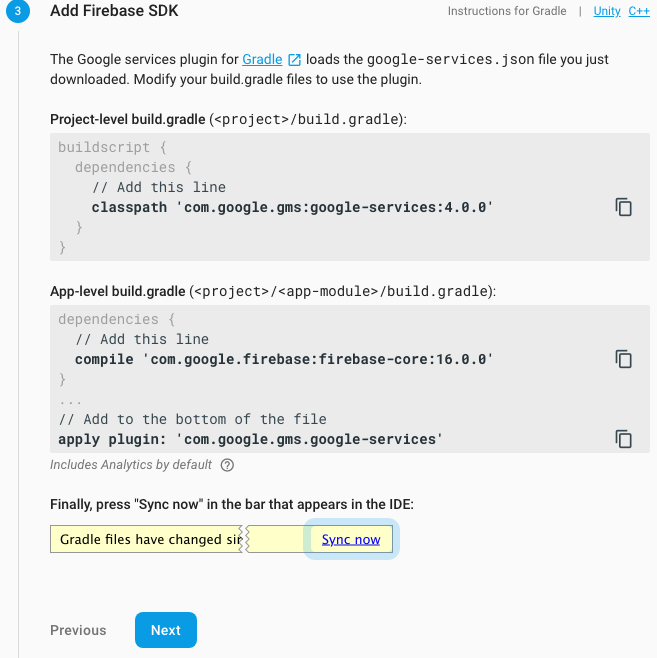 3 Add Firebase SDK Instructions for Gradle | Unity C++
The Google services plugin for Gradle loads the google-services.json file you just
downloaded. Modify your build.gradle files to use the plugin.
Project-level build.gradle (<project>/build.gradle):
buildscript {
dependencies {
// Add this line
classpath 'com.google.gms:google-services:4.0.0'
}
}
App-level build.gradle (<project>/<app-module>/build.gradle):
dependencies {
// Add this line
compile 'com.google.firebase:firebase-core:16.0.0'
}
...
// Add to the bottom of the file
apply plugin: 'com.google.gms.google-services'
Includes Analytics by default ?
Finally, press "Sync now" in the bar that appears in the IDE:
Gradle files have changed sin Sync now
Previous Next